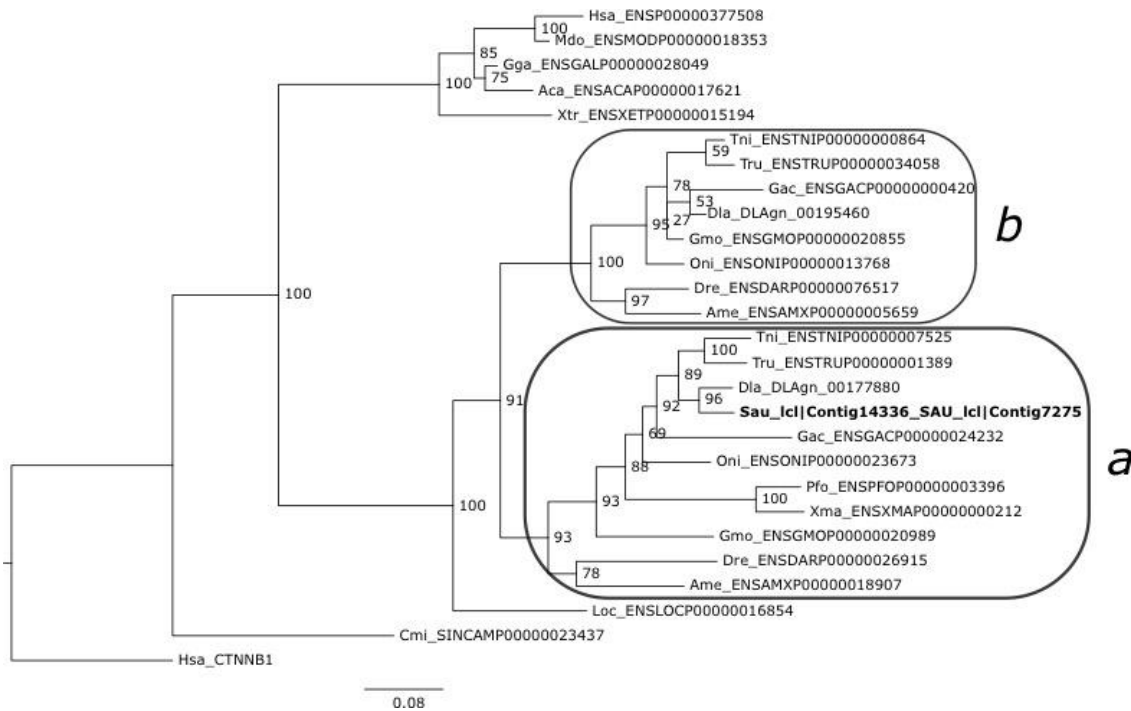 Hsa_ENSP00000377508
100
Mdo_ENSMODP00000018353
85
Gga_ENSGALP00000028049
75
100
Aca_ENSACAP00000017621
Xtr_ENSXETP00000015194
Tni_ENSTNIP00000000864
59
Tru_ENSTRUP00000034058
78
Gac_ENSGACP00000000420
53
Dla_DLAgn_00195460
27
95
b
Gmo_ENSGMOP00000020855
100
Oni_ENSONIP00000013768
Dre_ENSDARP00000076517
100
97
Ame_ENSAMXP00000005659
Tni_ENSTNIP00000007525
100
Tru_ENSTRUP00000001389
89
Dla_DLAgn_00177880
91
92
96
Sau_lcl|Contig14336_SAU_lcl|Contig7275
69
Gac_ENSGACP00000024232
88
Oni_ENSONIP00000023673
a
Pfo_ENSPFOP00000003396
100
93
100
Xma_ENSXMAP00000000212
93
Gmo_ENSGMOP00000020989
Dre_ENSDARP00000026915
78
Ame_ENSAMXP00000018907
Loc_ENSLOCP00000016854
Cmi_SINCAMP00000023437
Hsa_CTNNB1
0.08